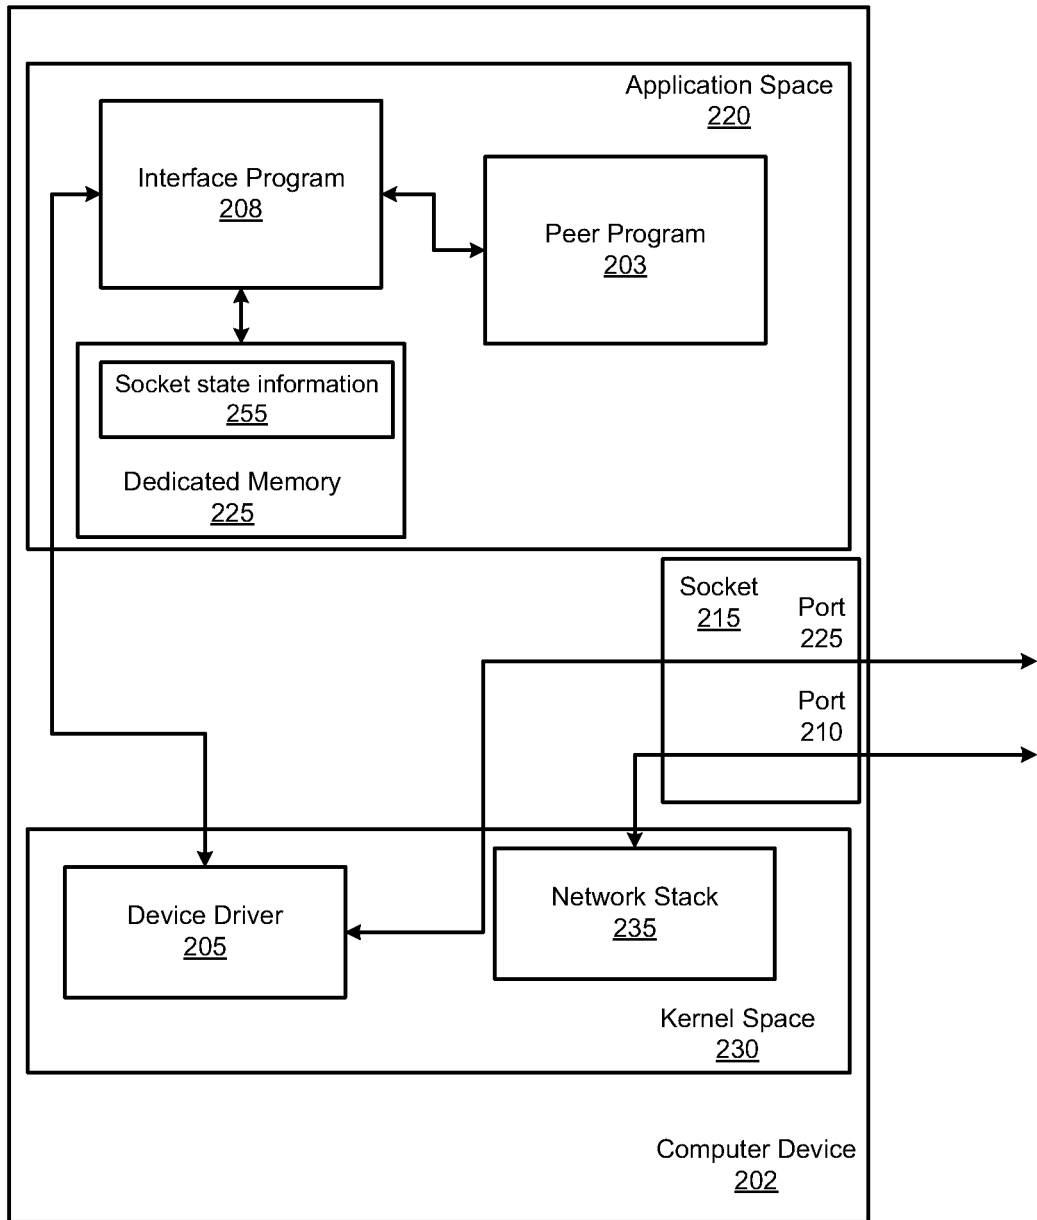 Application Space
220
Interface Program
208
Peer Program
203
Socket state information
255
Dedicated Memory
225
Socket
215
Port
225
Port
210
Device Driver
205
Network Stack
235
Kernel Space
230
Computer Device
202